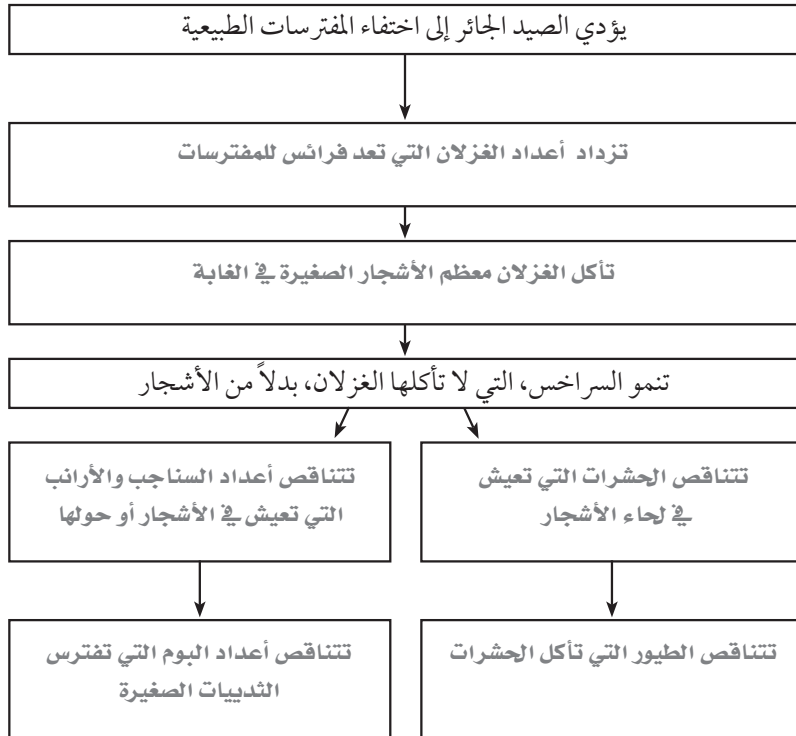 يؤدي الصيد الجائر إلى اختفاء المفترسات الطبيعية
تزداد أعداد الغزلان التي تعد فرائس للمفترسات
تأكل الغزلان معظم الأشجار الصغيرة في الغابة
تنمو السراخس، التي لا تأكلها الغزلان، بدلاً من الأشجار
تتناقص الحشرات التي تعيش
في لحاء الأشجار
تتناقص أعداد السناجب والأرانب
التي تعيش في الأشجار أو حولها
تتناقص الطيور التي تأكل الحشرات
تتناقص أعداد البوم التي تفترس
الثدييات الصغيرة